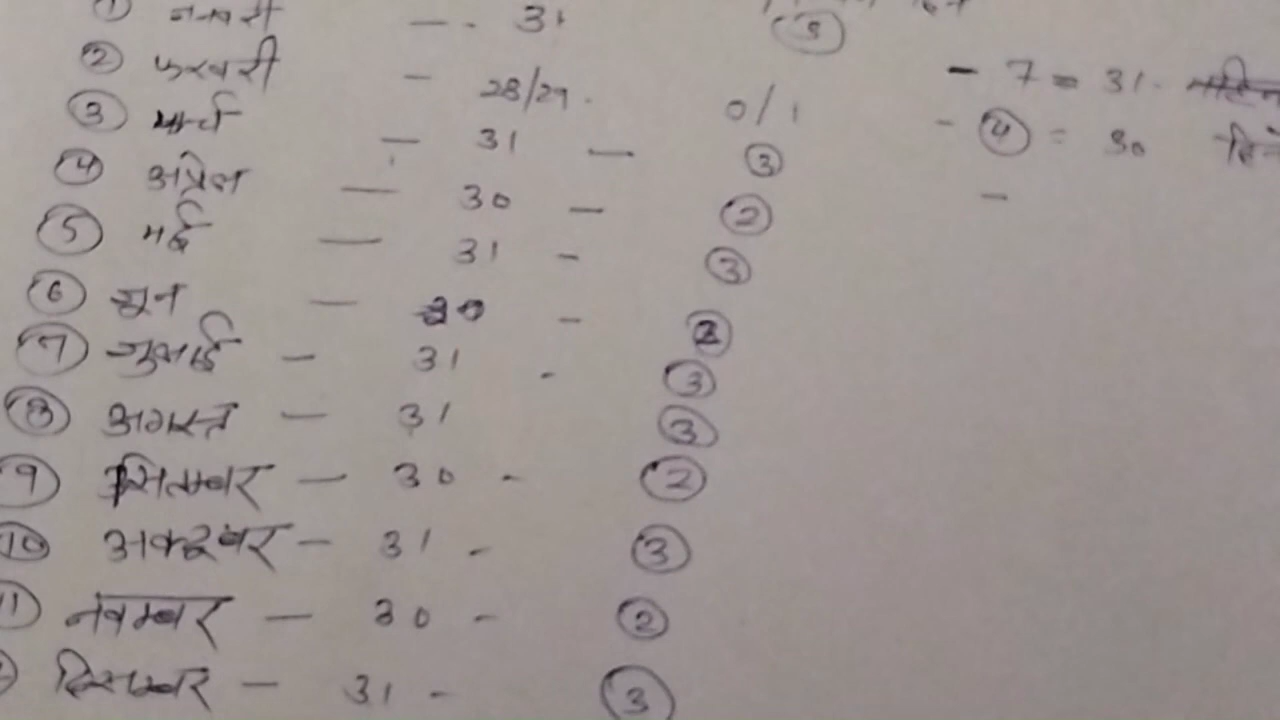 ① जनवरी —- 31 ③
② फरवरी - 28/29. 0/1
③ मार्च — 31 — ③
④ अप्रैल — 30 — ②
⑤ मई — 31 - ③
⑥ जून — 30 - ②
⑦ जुलाई - 31 - ③
⑧ अगस्त — 31 ③
⑨ सितम्बर — 30 - ②
⑩ अक्टूबर - 31 - ③
11 नवम्बर — 30 - ②
दिसम्बर - 31 - ③
- 7 = 31.
- ④ = 30
-